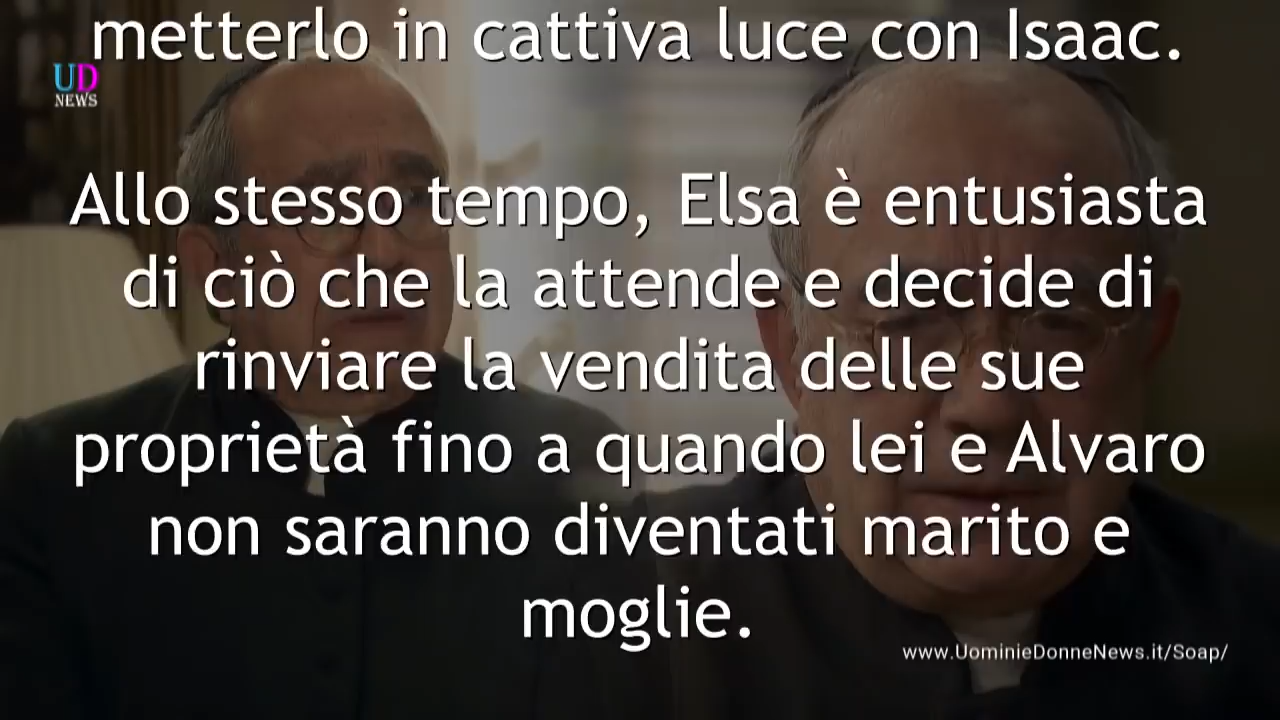 metterlo in cattiva luce con Isaac.
UD
NEWS
Allo stesso tempo, Elsa è entusiasta
di ciò che la attende e decide di
rinviare la vendita delle sue
proprietà fino a quando lei e Alvaro
non saranno diventati marito e
moglie.
www.UominieDonneNews.it/Soap/